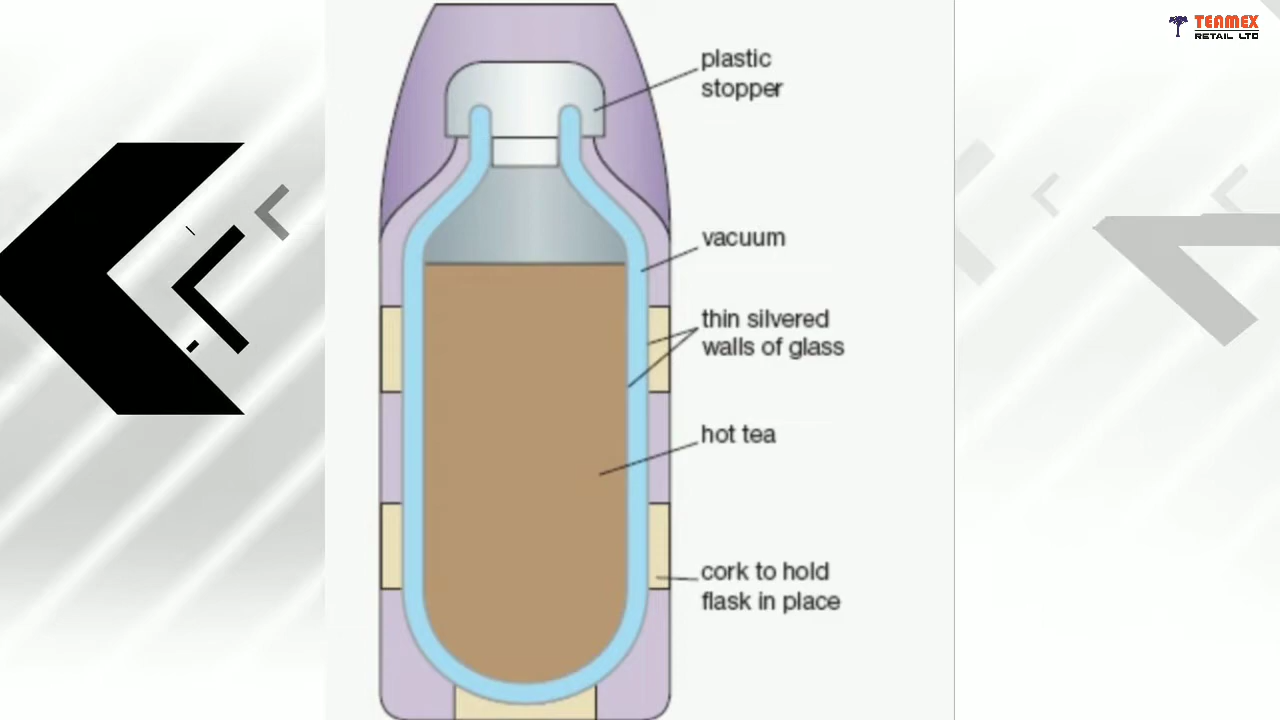 TEAMEX
RETAIL LTD
plastic
stopper
vacuum
thin silvered
walls of glass
hot tea
cork to hold
flask in place